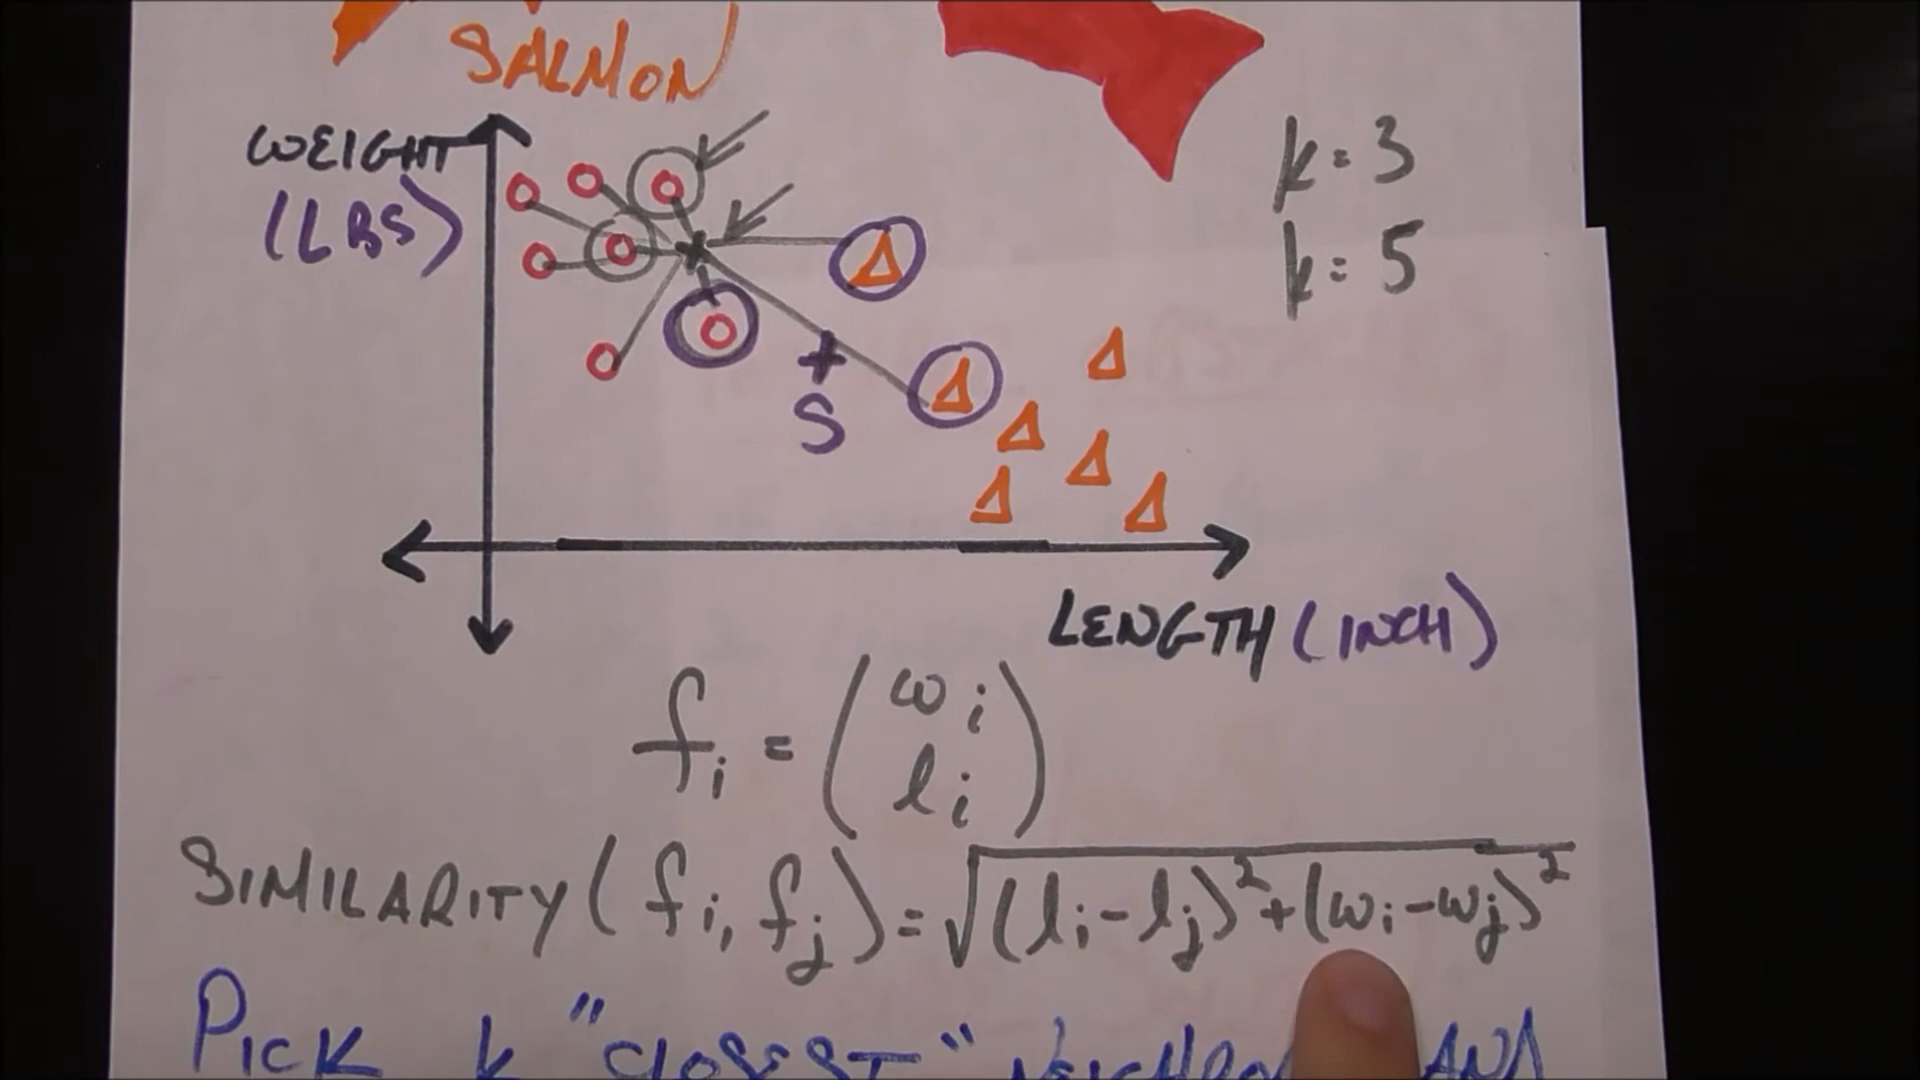 SALMON
WEIGHT
(LBS)
k = 3
k = 5
S
LENGTH (INCH)
fi = (wi
li)
SIMILARITY (fi, fj) = √(li - lj)² + (wi - wj)²
PICK k "CLOSEST" AND